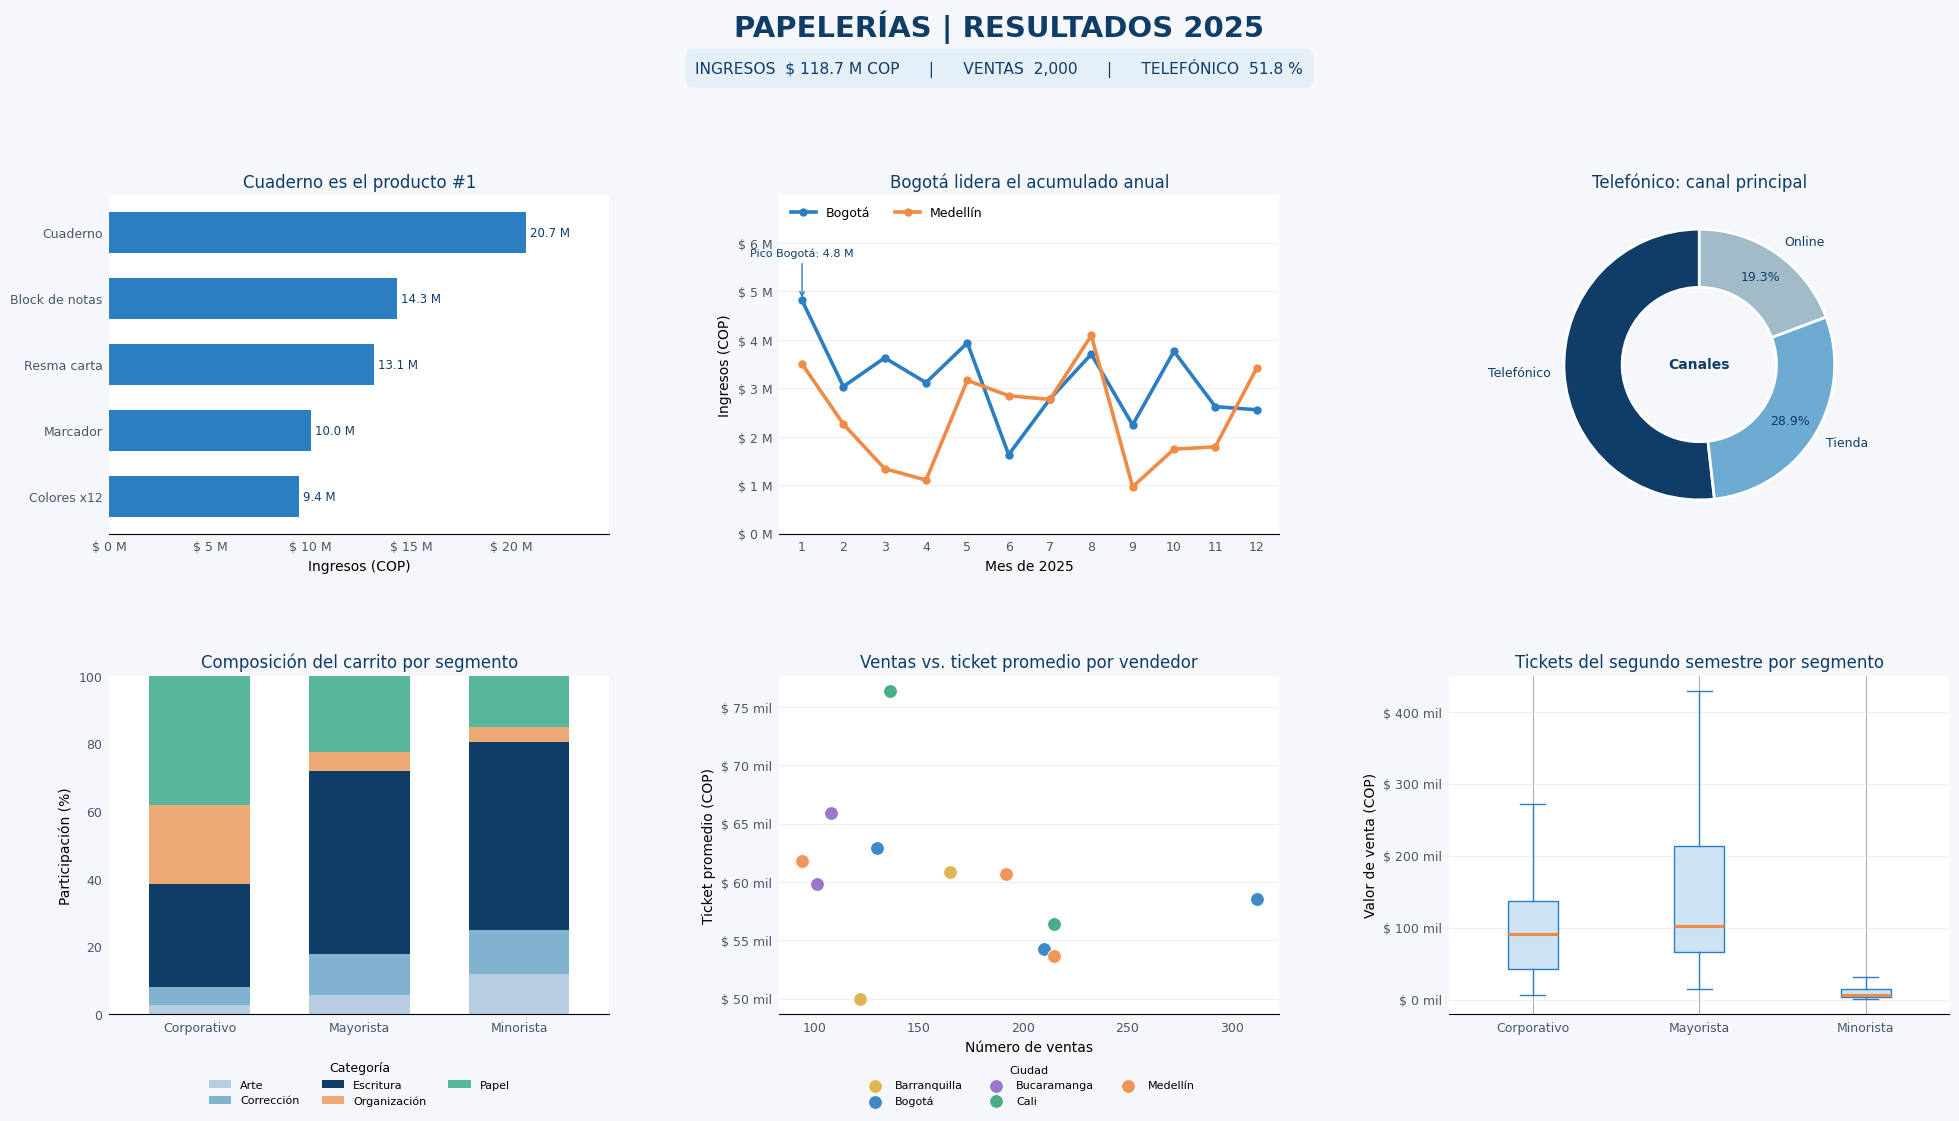 PAPELERÍAS | RESULTADOS 2025
INGRESOS $ 118.7 M COP | VENTAS 2,000 | TELEFÓNICO 51.8 %
Cuaderno es el producto #1
Cuaderno
20.7 M
Block de notas
14.3 M
Resma carta
13.1 M
Marcador
10.0 M
Colores x12
9.4 M
$ 0 M
$ 5 M
$ 10 M
$ 15 M
$ 20 M
Ingresos (COP)
Bogotá lidera el acumulado anual
Bogotá
Medellín
Pico Bogotá: 4.8 M
$ 6 M
$ 5 M
$ 4 M
$ 3 M
$ 2 M
$ 1 M
$ 0 M
Ingresos (COP)
1
2
3
4
5
6
7
8
9
10
11
12
Mes de 2025
Telefónico: canal principal
Online
19.3%
Telefónico
Canales
28.9%
Tienda
Composición del carrito por segmento
100
80
60
40
20
0
Participación (%)
Corporativo
Mayorista
Minorista
Categoría
Arte
Escritura
Papel
Corrección
Organización
Ventas vs. ticket promedio por vendedor
$ 75 mil
$ 70 mil
$ 65 mil
$ 60 mil
$ 55 mil
$ 50 mil
Ticket promedio (COP)
100
150
200
250
300
Número de ventas
Ciudad
Barranquilla
Bucaramanga
Medellín
Bogotá
Cali
Tickets del segundo semestre por segmento
$ 400 mil
$ 300 mil
$ 200 mil
$ 100 mil
$ 0 mil
Valor de venta (COP)
Corporativo
Mayorista
Minorista